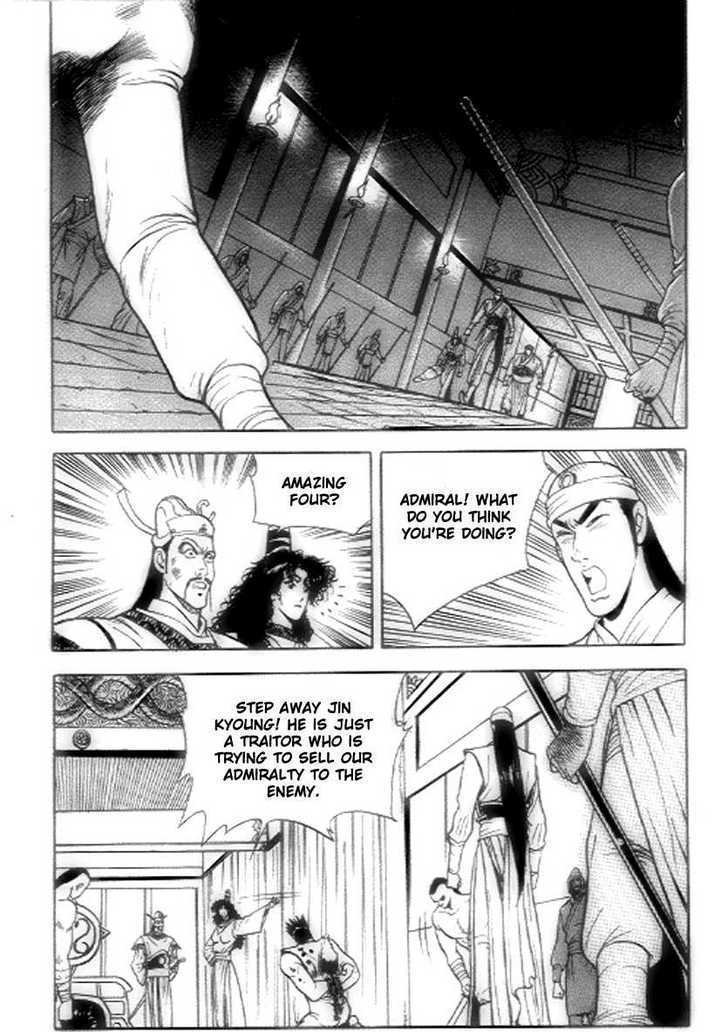 AMAZING
FOUR?
ADMIRAL! WHAT
DO YOU THINK
YOU'RE DOING?
STEP AWAY JIN
KYOUNG! HE IS JUST
A TRAITOR WHO IS
TRYING TO SELL OUR
ADMIRALTY TO THE
ENEMY.